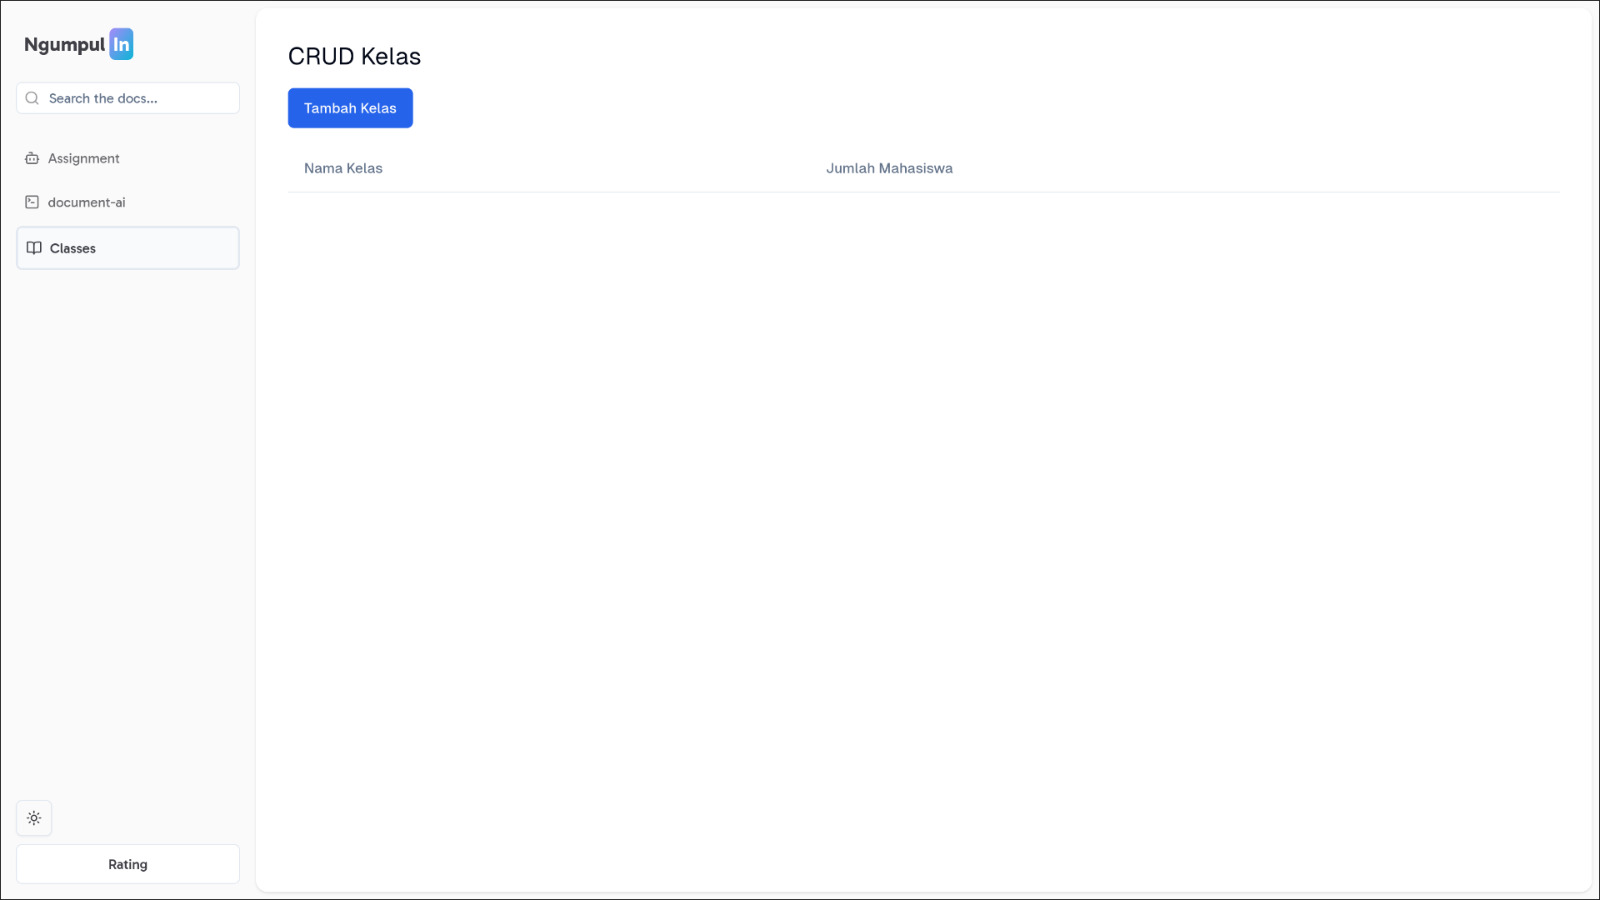 Ngumpul In
Search the docs...
Assignment
document-ai
Classes
Rating
CRUD Kelas
Tambah Kelas
Nama Kelas Jumlah Mahasiswa